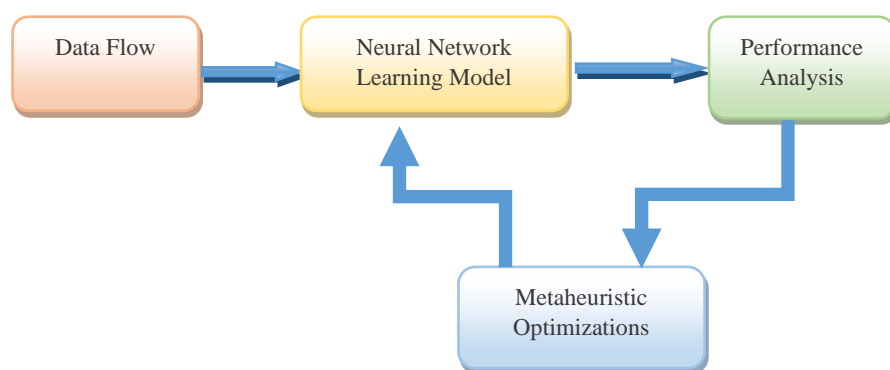 Data Flow
Neural Network
Learning Model
Performance
Analysis
Metaheuristic
Optimizations